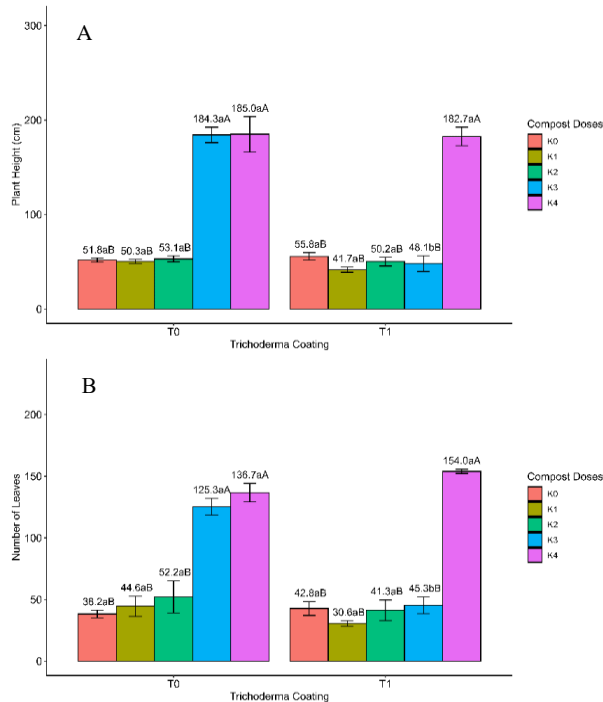 A
300
200
100
0
Plant Height (cm)
51.8aB
50.3aB
53.1aB
184.3aA
185.0aA
55.8aB
41.7aB
50.2aB
48.1bB
182.7aA
T0
T1
Trichoderma Coating
Compost Doses
K0
K1
K2
K3
K4
B
200
150
100
50
0
Number of Leaves
38.2aB
44.6aB
52.2aB
125.3aA
136.7aA
42.8aB
30.6aB
41.3aB
45.3bB
154.0aA
T0
T1
Trichoderma Coating
Compost Doses
K0
K1
K2
K3
K4